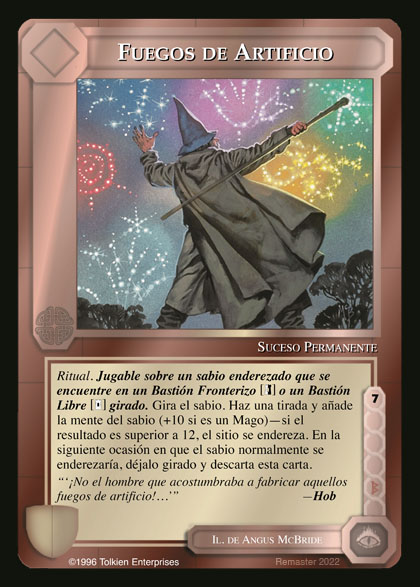 Fuegos de Artificio
Suceso Permanente
Ritual. Jugable sobre un sabio enderezado que se
encuentre en un Bastión Fronterizo [ ] o un Bastión
Libre [ ] girado. Gira el sabio. Haz una tirada y añade
la mente del sabio (+10 si es un Mago)—si el
resultado es superior a 12, el sitio se endereza. En la
siguiente ocasión en que el sabio normalmente se
enderezaría, déjalo girado y descarta esta carta.
“‘¡No el hombre que acostumbraba a fabricar aquellos
fuegos de artificio!…’” —Hob
7
Il. de Angus McBride
©1996 Tolkien Enterprises
Remaster 2022